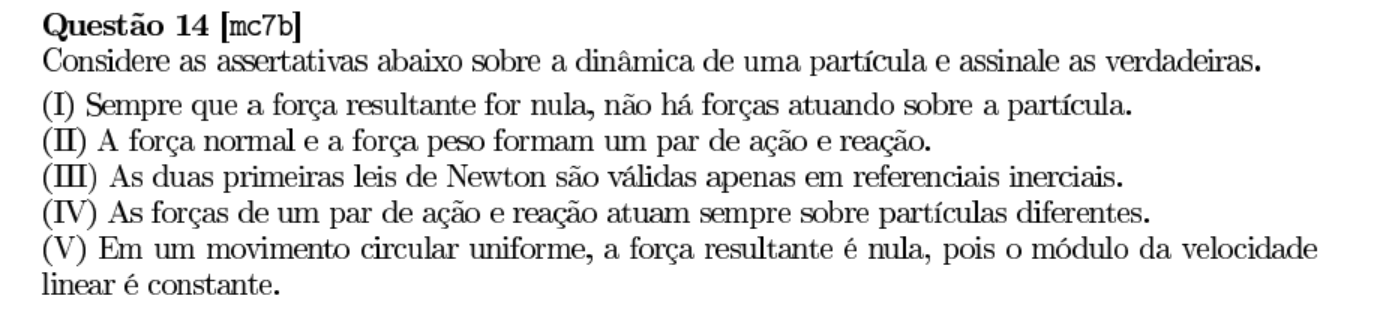 Questão 14 [mc7b]
Considere as assertativas abaixo sobre a dinâmica de uma partícula e assinale as verdadeiras.
(I) Sempre que a força resultante for nula, não há forças atuando sobre a partícula.
(II) A força normal e a força peso formam um par de ação e reação.
(III) As duas primeiras leis de Newton são válidas apenas em referenciais inerciais.
(IV) As forças de um par de ação e reação atuam sempre sobre partículas diferentes.
(V) Em um movimento circular uniforme, a força resultante é nula, pois o módulo da velocidade
linear é constante.